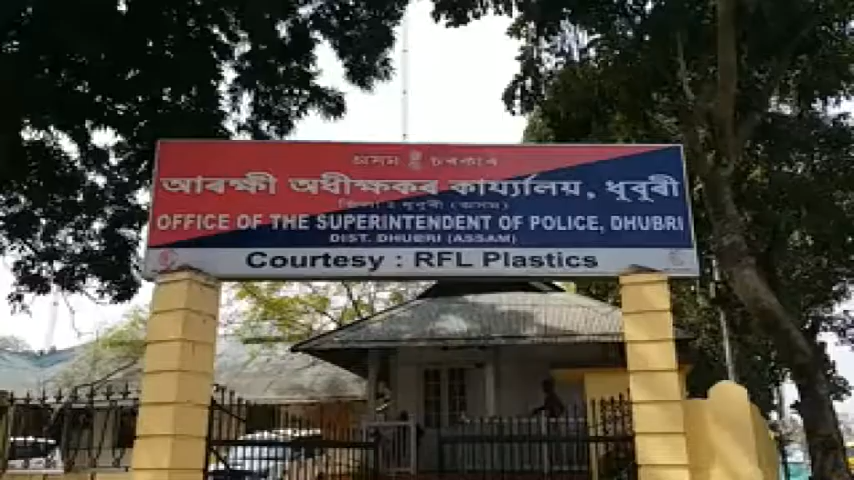 অসম চৰকাৰ
আৰক্ষী অধীক্ষকৰ কাৰ্য্যালয়, ধুবুৰী
জিলা : ধুবুৰী (অসম)
OFFICE OF THE SUPERINTENDENT OF POLICE, DHUBRI
DIST. DHUBRI (ASSAM)
Courtesy : RFL Plastics